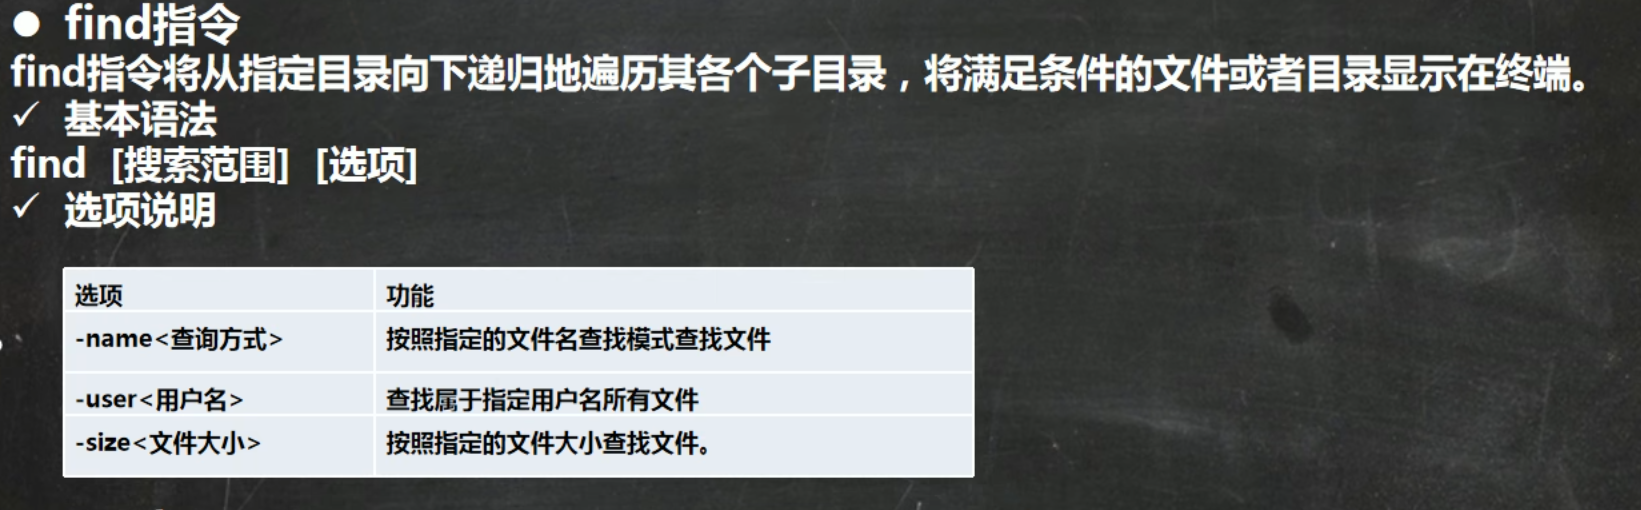 ● find指令
find指令将从指定目录向下递归地遍历其各个子目录，将满足条件的文件或者目录显示在终端。
✓ 基本语法
find [搜索范围] [选项]
✓ 选项说明
选项 功能
-name<查询方式> 按照指定的文件名查找模式查找文件
-user<用户名> 查找属于指定用户名所有文件
-size<文件大小> 按照指定的文件大小查找文件。